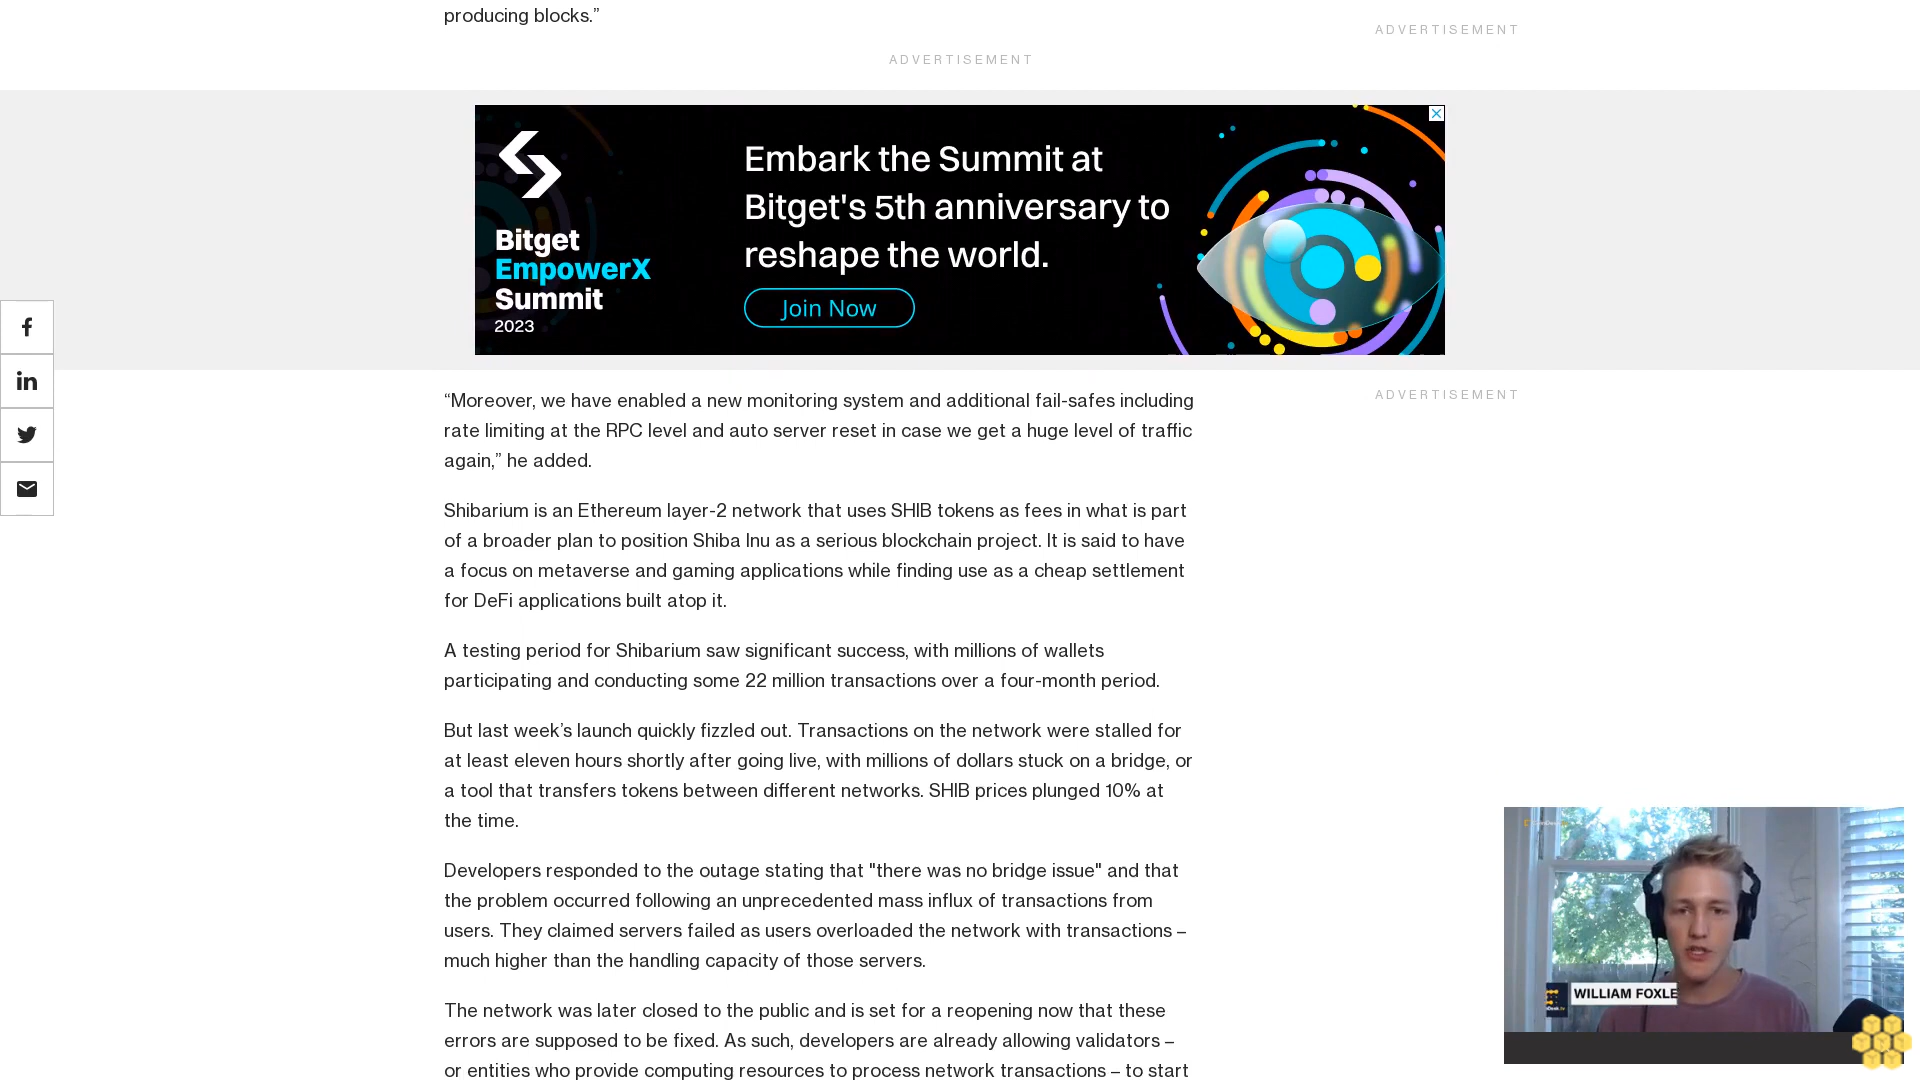 producing blocks.”
ADVERTISEMENT
ADVERTISEMENT
Bitget
EmpowerX
Summit
2023
Embark the Summit at
Bitget's 5th anniversary to
reshape the world.
Join Now
“Moreover, we have enabled a new monitoring system and additional fail-safes including
rate limiting at the RPC level and auto server reset in case we get a huge level of traffic
again,” he added.
ADVERTISEMENT
Shibarium is an Ethereum layer-2 network that uses SHIB tokens as fees in what is part
of a broader plan to position Shiba Inu as a serious blockchain project. It is said to have
a focus on metaverse and gaming applications while finding use as a cheap settlement
for DeFi applications built atop it.
A testing period for Shibarium saw significant success, with millions of wallets
participating and conducting some 22 million transactions over a four-month period.
But last week’s launch quickly fizzled out. Transactions on the network were stalled for
at least eleven hours shortly after going live, with millions of dollars stuck on a bridge, or
a tool that transfers tokens between different networks. SHIB prices plunged 10% at
the time.
Developers responded to the outage stating that "there was no bridge issue" and that
the problem occurred following an unprecedented mass influx of transactions from
users. They claimed servers failed as users overloaded the network with transactions –
much higher than the handling capacity of those servers.
The network was later closed to the public and is set for a reopening now that these
errors are supposed to be fixed. As such, developers are already allowing validators –
or entities who provide computing resources to process network transactions – to start
WILLIAM FOXLE